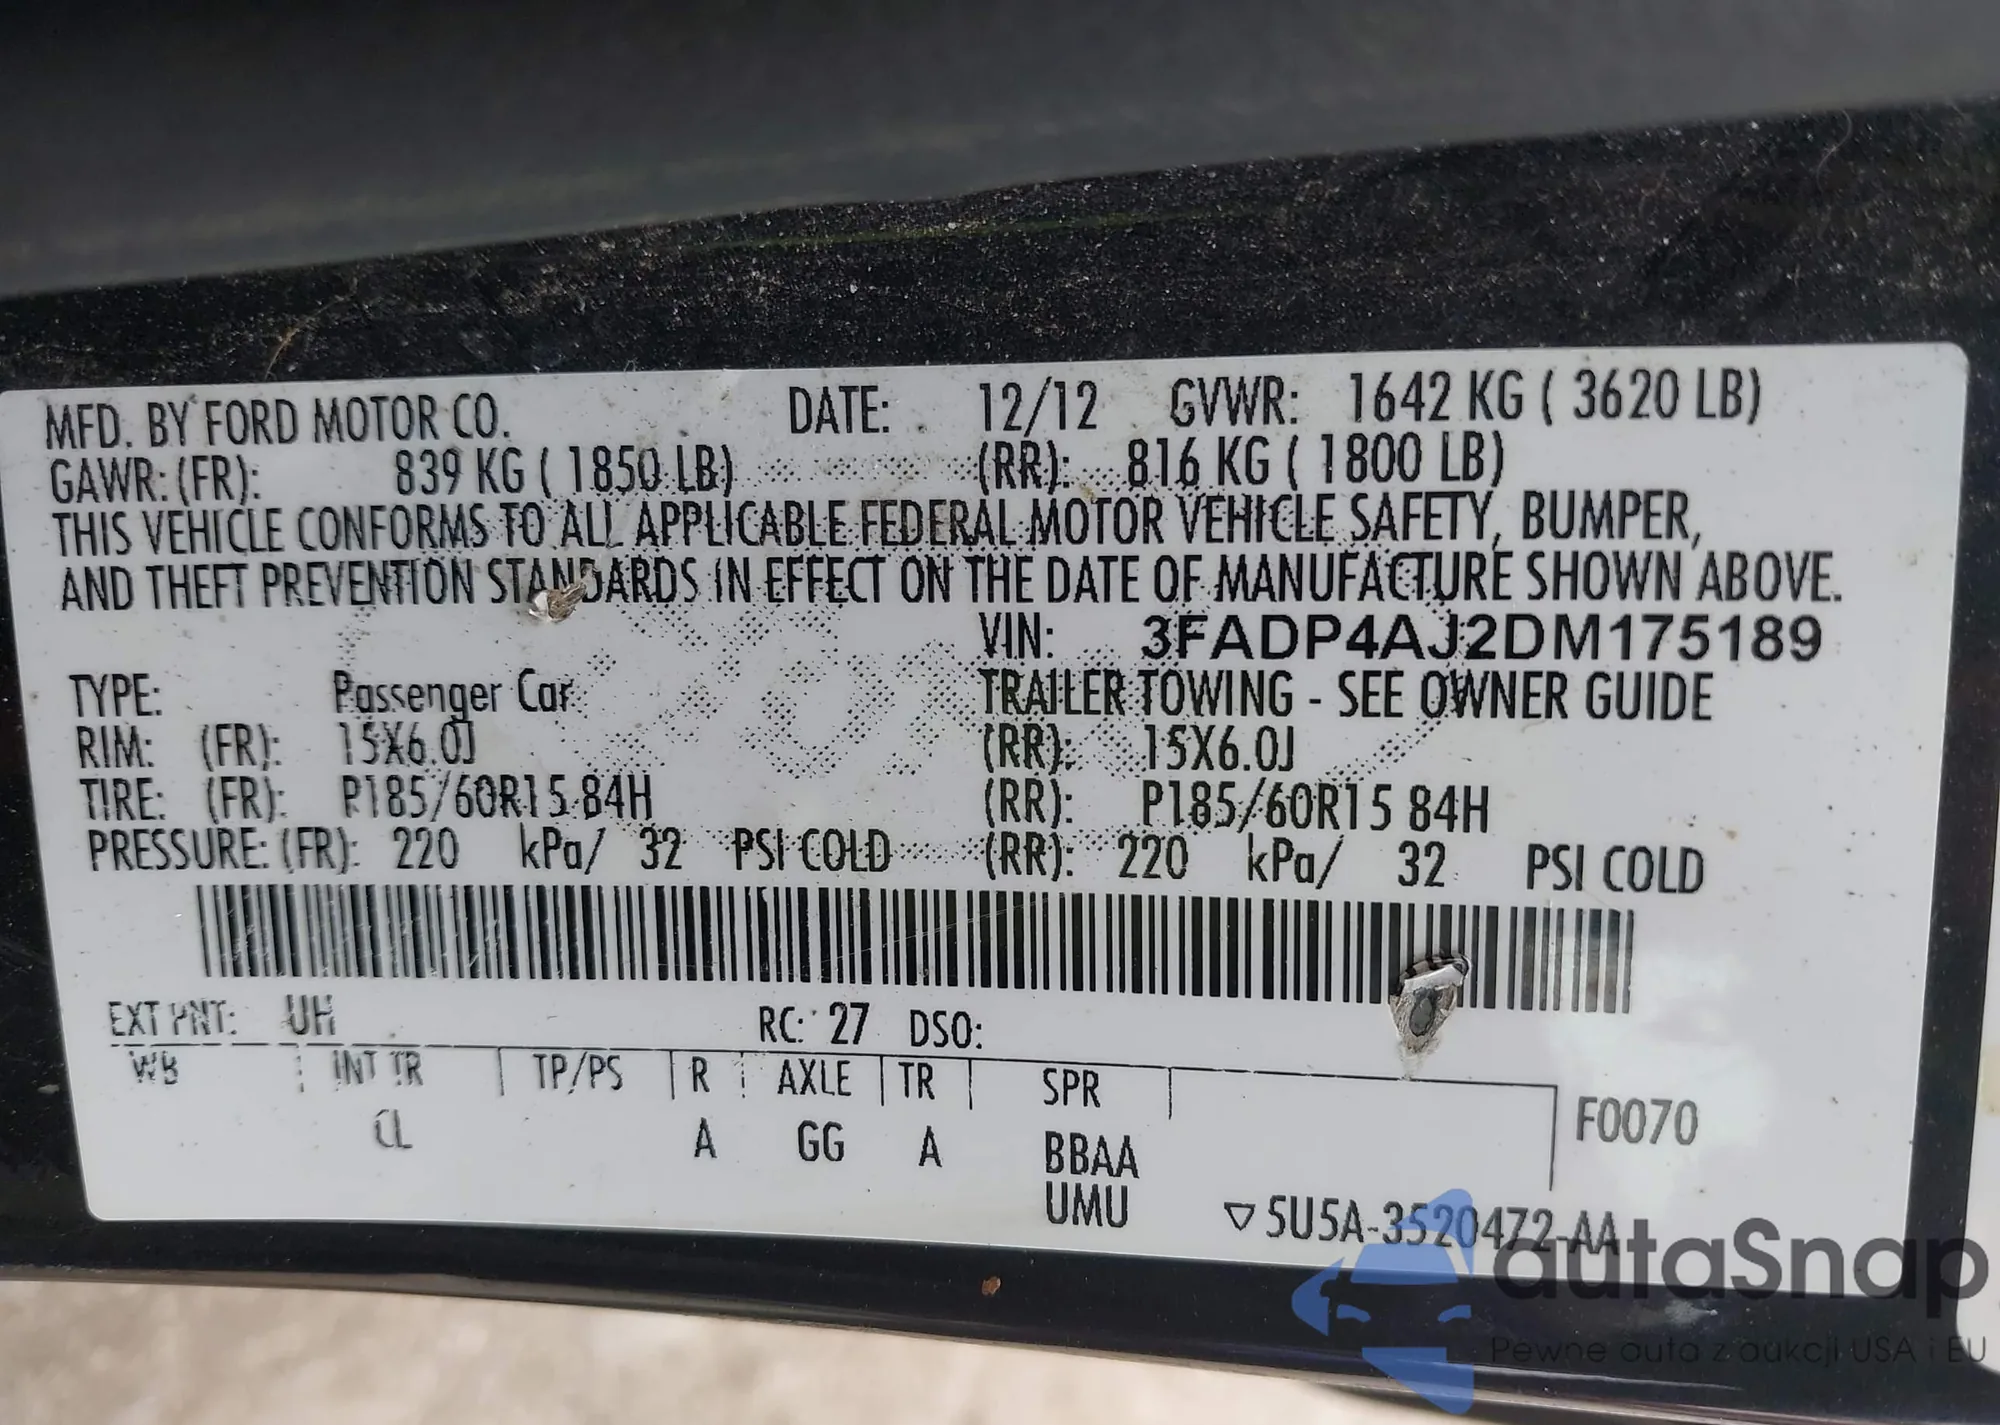 MFD. BY FORD MOTOR CO. DATE: 12/12 GVWR: 1642 KG ( 3620 LB)
GAWR: (FR): 839 KG ( 1850 LB) (RR): 816 KG ( 1800 LB)
THIS VEHICLE CONFORMS TO ALL APPLICABLE FEDERAL MOTOR VEHICLE SAFETY, BUMPER,
AND THEFT PREVENTION STANDARDS IN EFFECT ON THE DATE OF MANUFACTURE SHOWN ABOVE.
VIN: 3FADP4AJ2DM175189
TYPE: Passenger Car TRAILER TOWING - SEE OWNER GUIDE
RIM: (FR): 15X6.0J (RR): 15X6.0J
TIRE: (FR): P185/60R15 84H (RR): P185/60R15 84H
PRESSURE: (FR): 220 kPa/ 32 PSI COLD (RR): 220 kPa/ 32 PSI COLD
EXT PNT: UH RC: 27 DSO:
WB INT TR TP/PS R AXLE TR SPR
F0070
CL A GG A BBAA
UMU
▽5U5A-3520472-AA
autaSnap
Pewne auta z aukcji USA i EU